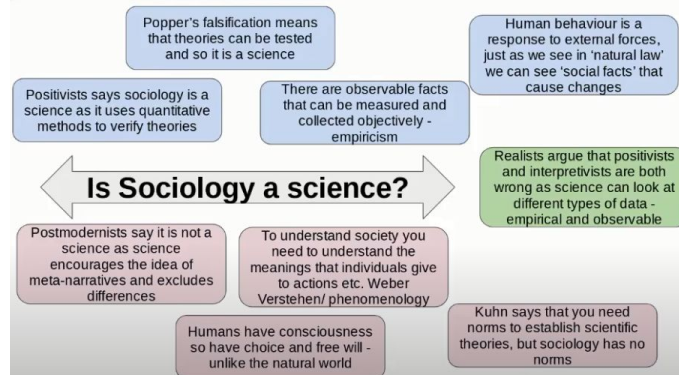 Popper's falsification means
that theories can be tested
and so it is a science
Human behaviour is a
response to external forces,
just as we see in 'natural law'
we can see 'social facts' that
cause changes
Positivists says sociology is a
science as it uses quantitative
methods to verify theories
There are observable facts
that can be measured and
collected objectively -
empiricism
Realists argue that positivists
and interpretivists are both
wrong as science can look at
different types of data -
empirical and observable
Is Sociology a science?
Postmodernists say it is not a
science as science
encourages the idea of
meta-narratives and excludes
differences
To understand society you
need to understand the
meanings that individuals give
to actions etc. Weber
Verstehen/ phenomenology
Humans have consciousness
so have choice and free will -
unlike the natural world
Kuhn says that you need
norms to establish scientific
theories, but sociology has no
norms